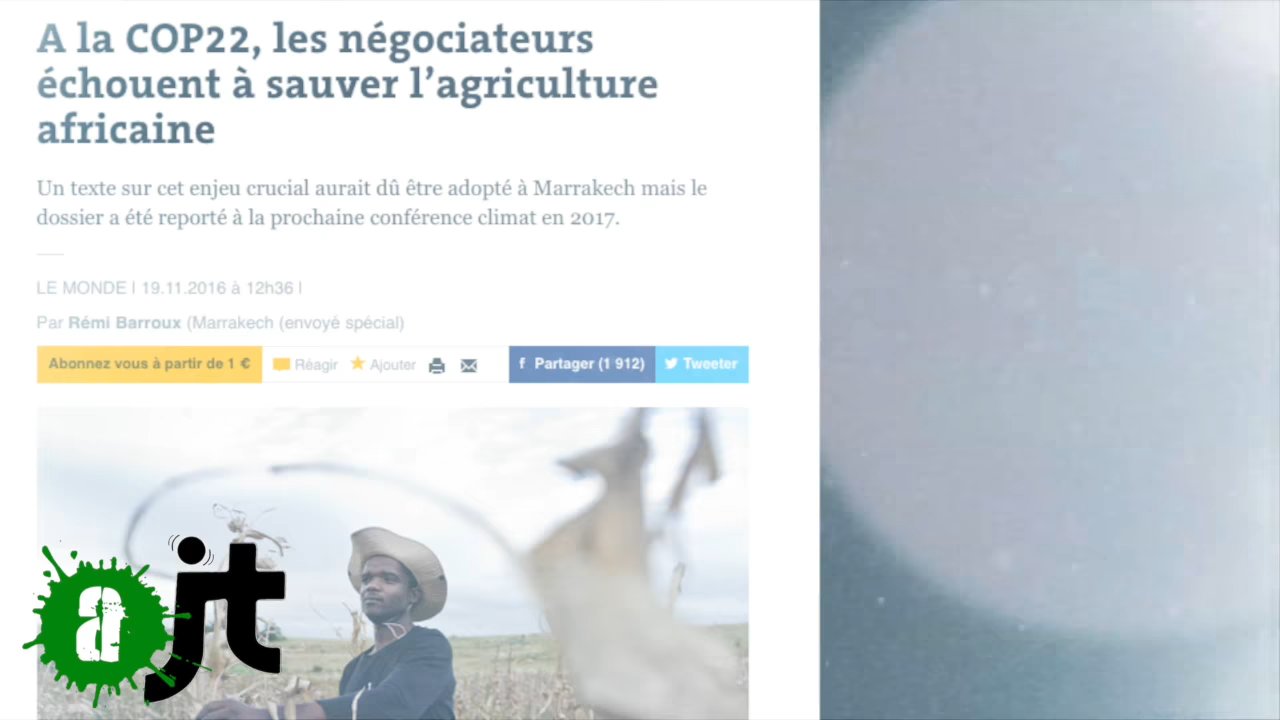 A la COP22, les négociateurs
échouent à sauver l’agriculture
africaine
Un texte sur cet enjeu crucial aurait dû être adopté à Marrakech mais le
dossier a été reporté à la prochaine conférence climat en 2017.
LE MONDE | 19.11.2016 à 12h36 |
Par Rémi Barroux (Marrakech (envoyé spécial)
Abonnez vous à partir de 1 € Réagir Ajouter f Partager (1 912) Tweeter
a jt